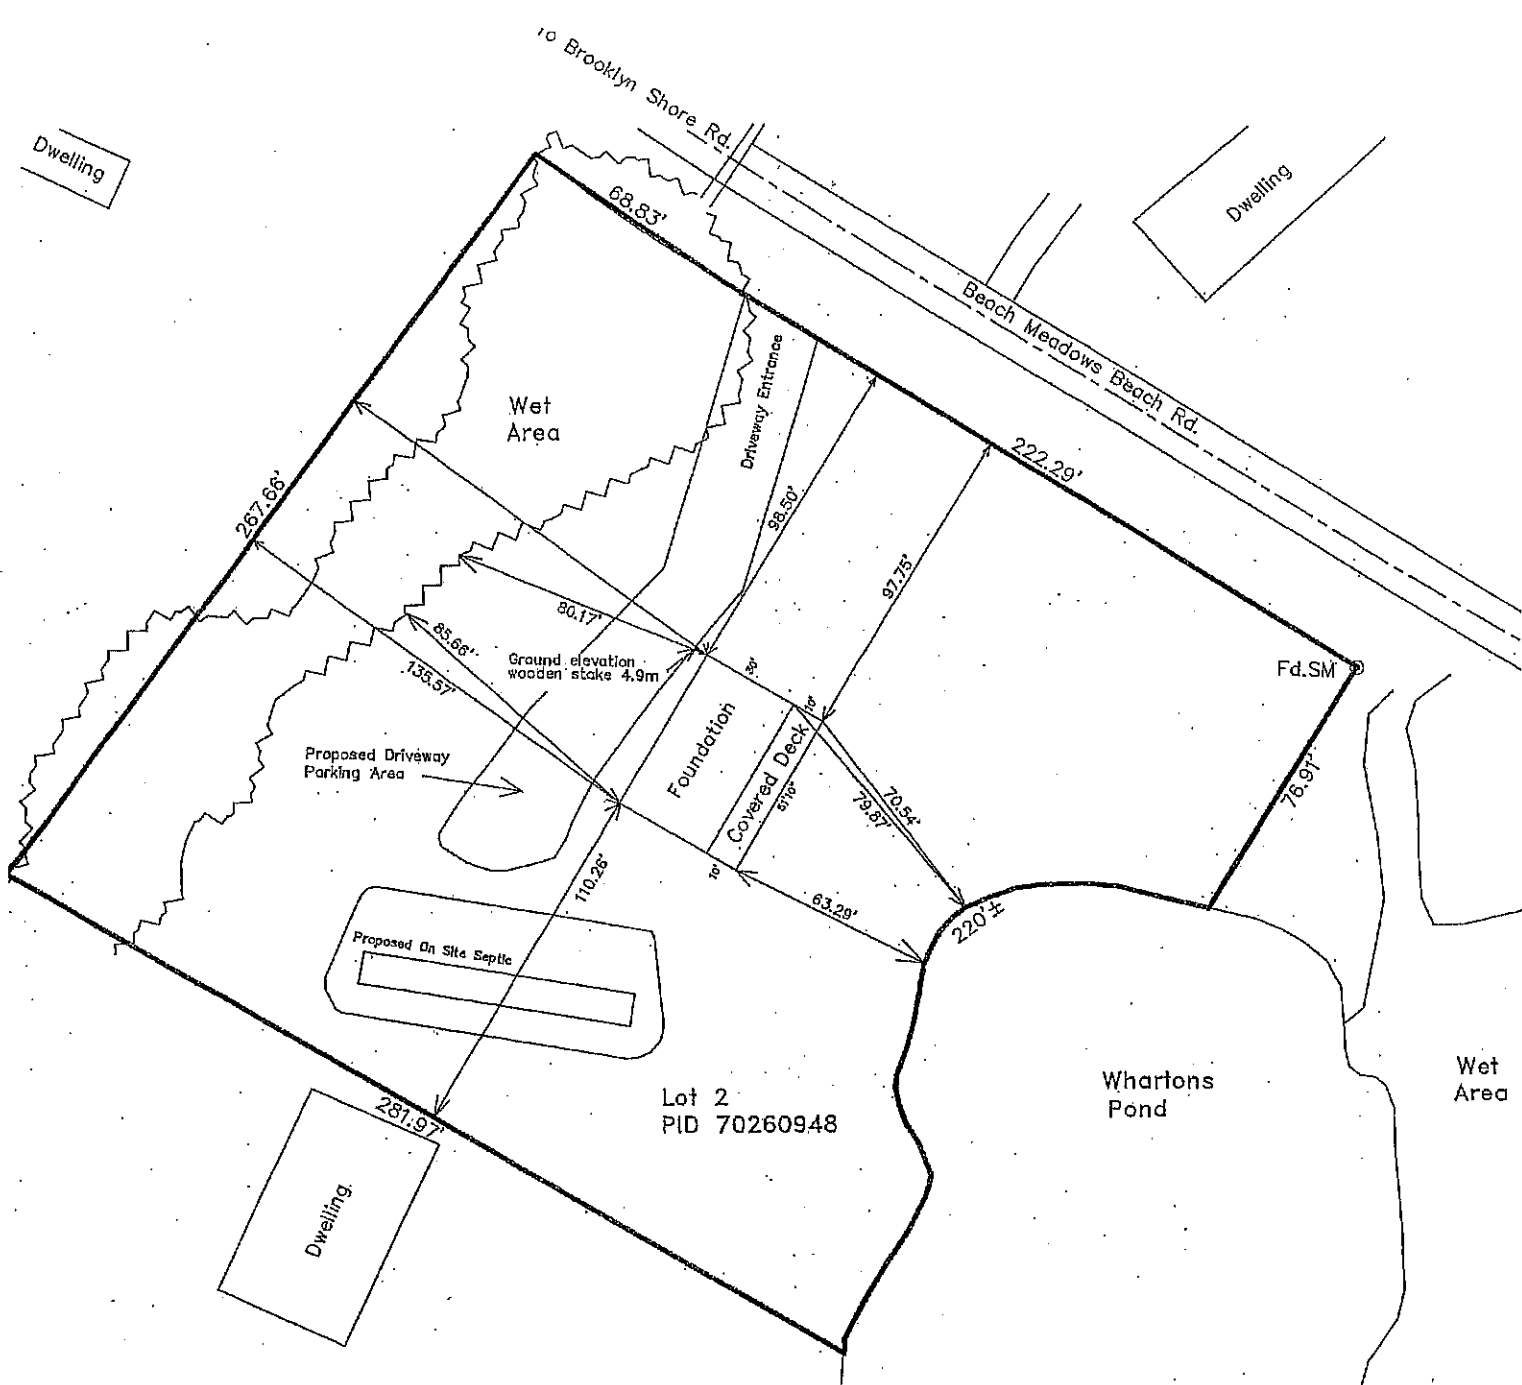 To Brooklyn Shore Rd.
Dwelling
Dwelling
68.83'
Beach Meadows Beach Rd.
Driveway Entrance
Wet
Area
222.29'
98.50'
267.66'
97.75'
80.17'
85.66'
135.57'
Ground elevation
wooden stake 4.9m
30'
Fd.SM
10'
Foundation
Covered Deck
51'10"
Proposed Driveway
Parking Area
70.54'
79.87'
76.91'
10'
110.26'
63.29'
220'±
Proposed On Site Septic
Lot 2
PID 70260948
Whartons
Pond
Wet
Area
281.97'
Dwelling